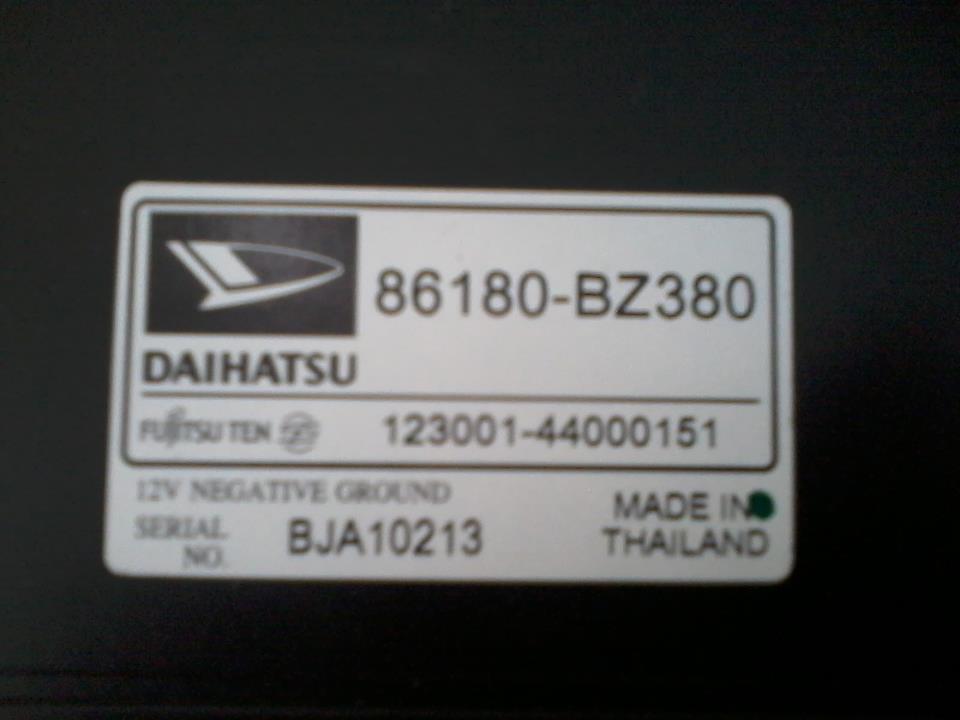 86180-BZ380
DAIHATSU
FUJITSU TEN 123001-44000151
12V NEGATIVE GROUND
SERIAL NO. BJA10213
MADE IN
THAILAND